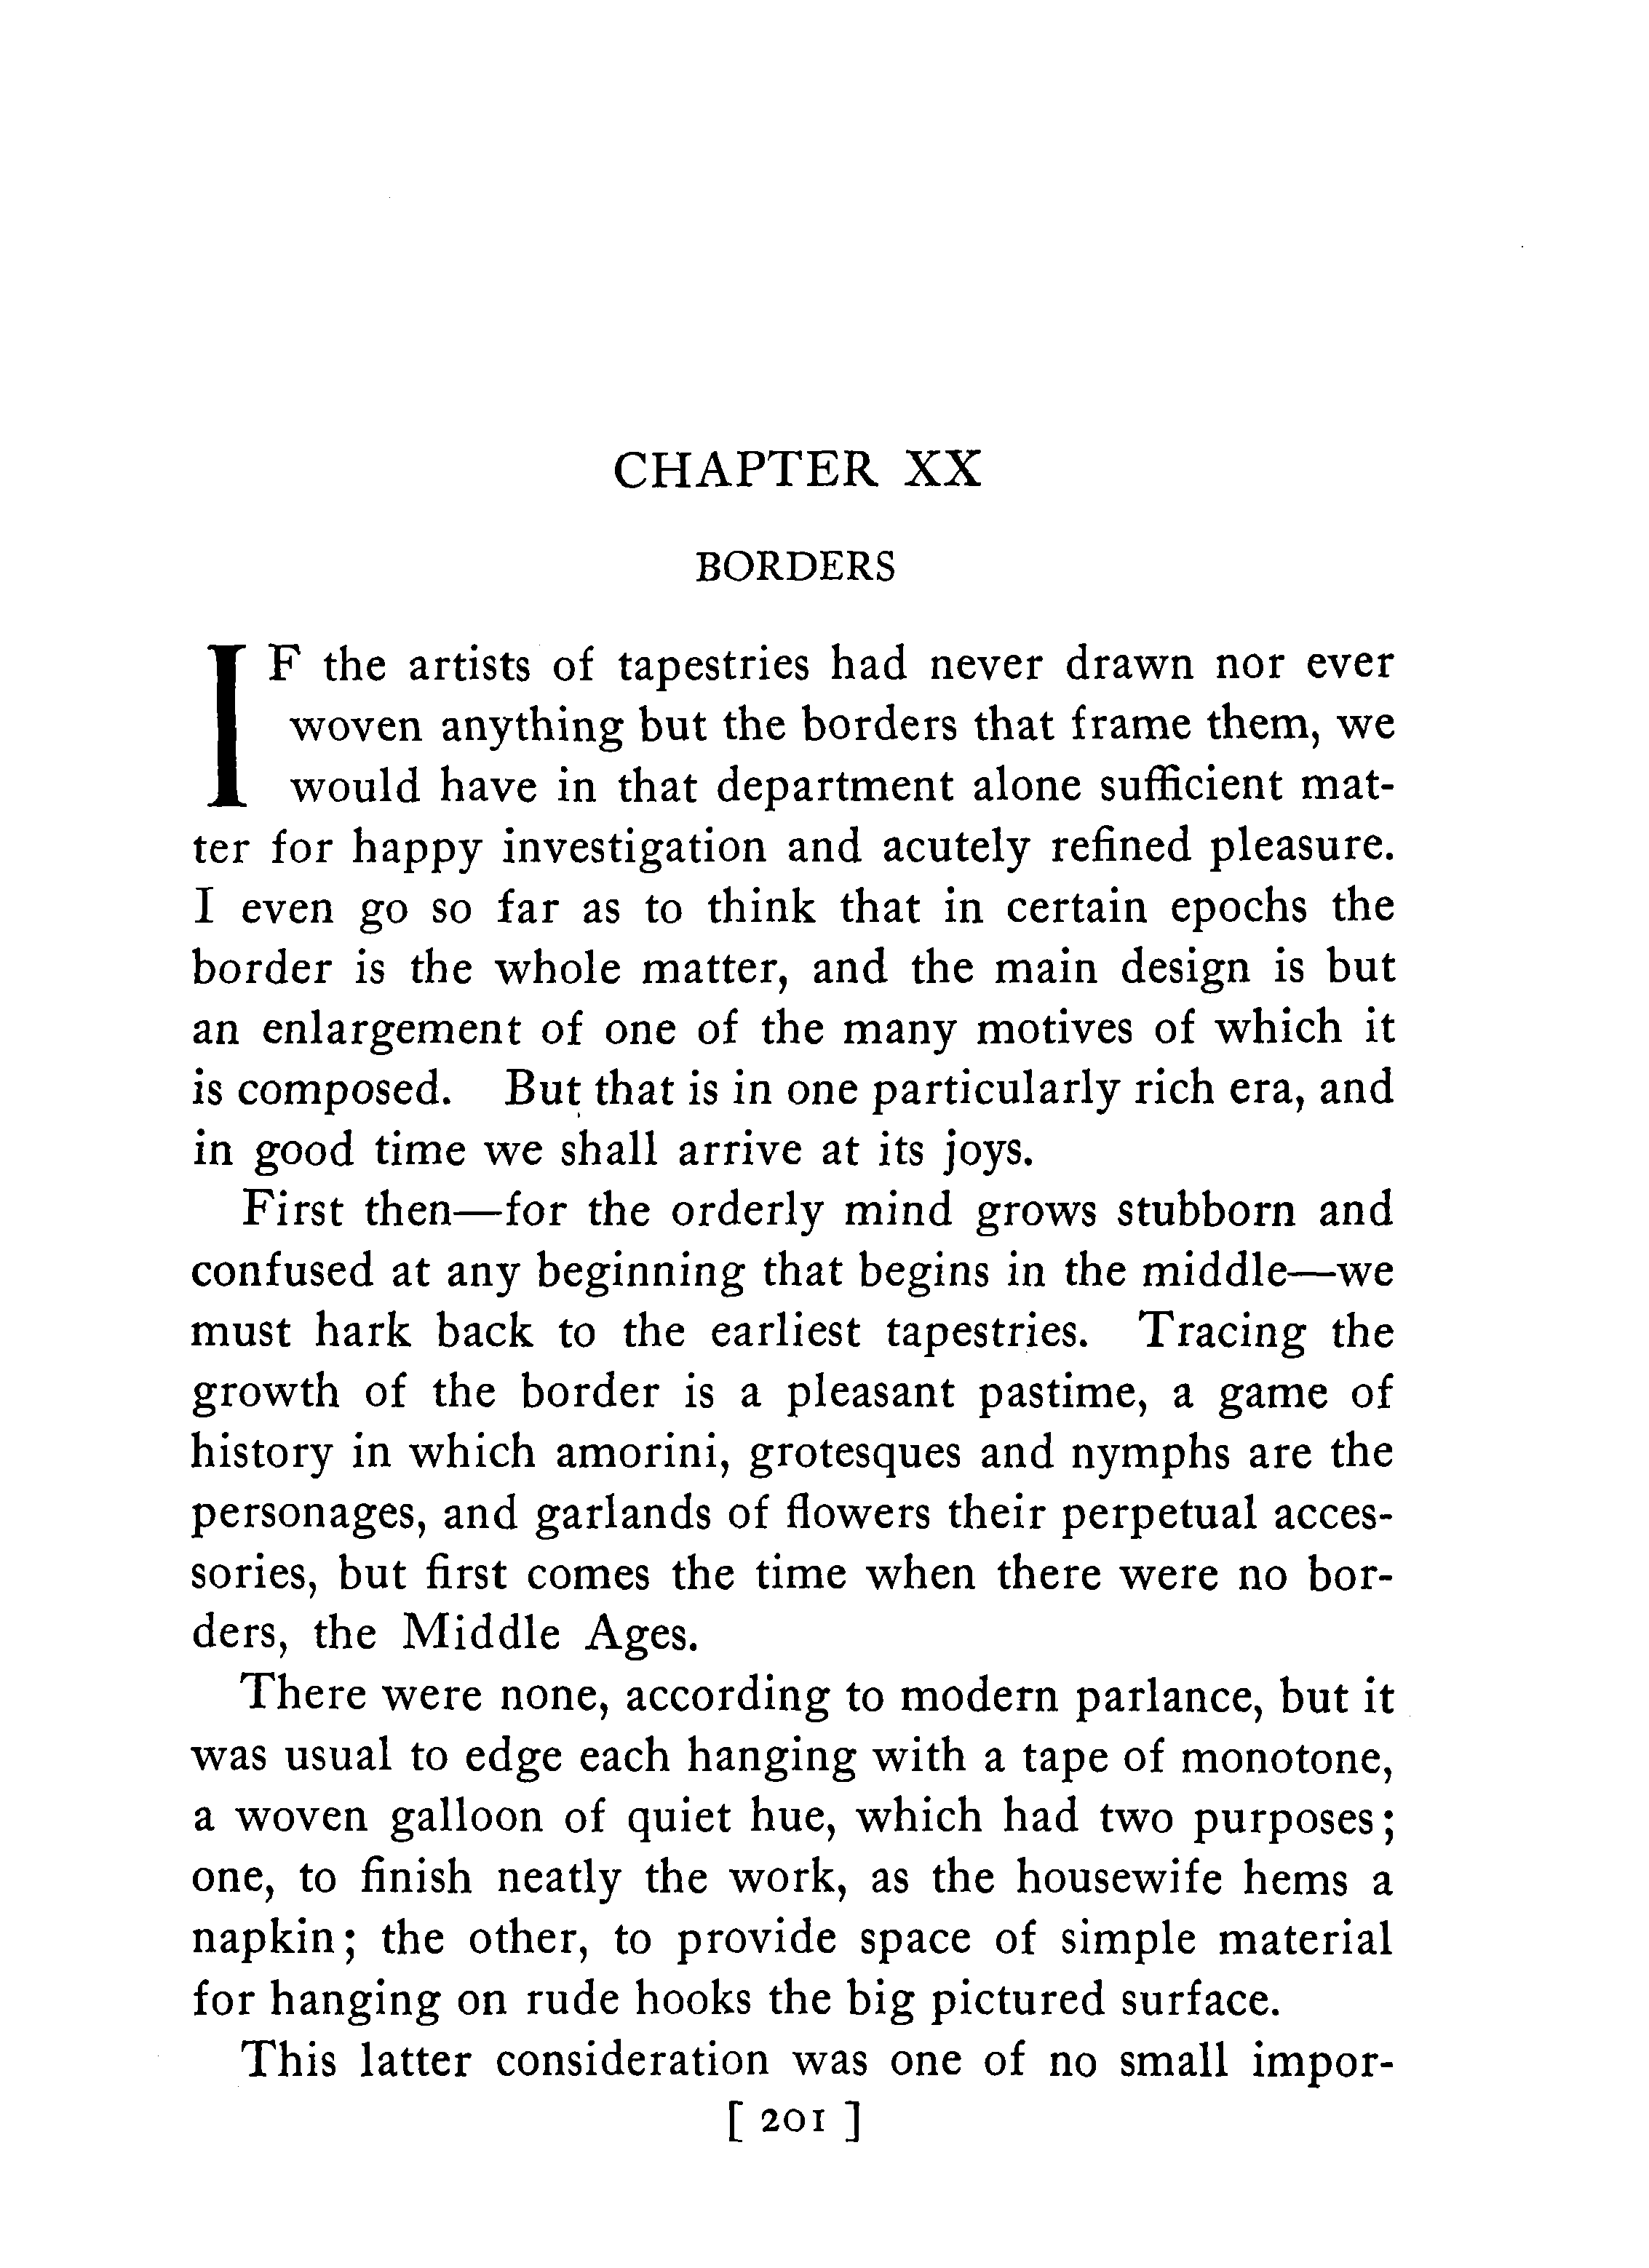 CHAPTER XX
BORDERS
IF the artists of tapestries had never drawn nor ever
woven anything but the borders that frame them, we
would have in that department alone sufficient mat-
ter for happy investigation and acutely refined pleasure.
I even go so far as to think that in certain epochs the
border is the whole matter, and the main design is but
an enlargement of one of the many motives of which it
is composed. But that is in one particularly rich era, and
in good time we shall arrive at its joys.
First then—for the orderly mind grows stubborn and
confused at any beginning that begins in the middle—we
must hark back to the earliest tapestries. Tracing the
growth of the border is a pleasant pastime, a game of
history in which amorini, grotesques and nymphs are the
personages, and garlands of flowers their perpetual acces-
sories, but first comes the time when there were no bor-
ders, the Middle Ages.
There were none, according to modern parlance, but it
was usual to edge each hanging with a tape of monotone,
a woven galloon of quiet hue, which had two purposes;
one, to finish neatly the work, as the housewife hems a
napkin; the other, to provide space of simple material
for hanging on rude hooks the big pictured surface.
This latter consideration was one of no small impor-
[ 201 ]